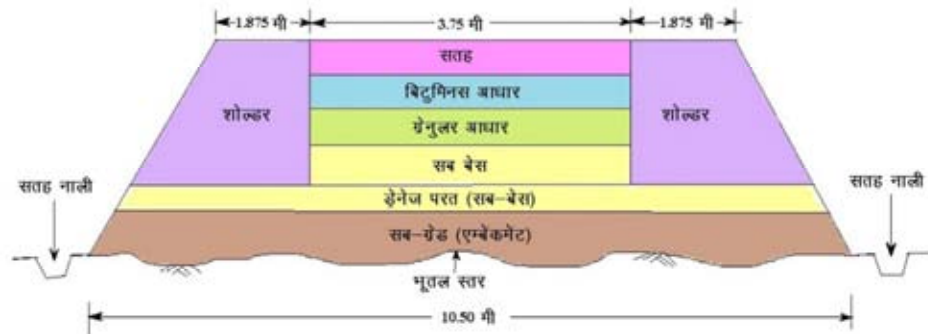 1.875 मी 3.75 मी 1.875 मी
सतह
बिटुमिनस आधार
शोल्डर ग्रेनुलर आधार शोल्डर
सब बेस
सतह नाली सतह नाली
ड्रेनेज परत (सब-बेस)
सब-ग्रेड (एम्बेंकमेट)
भूतल स्तर
10.50 मी